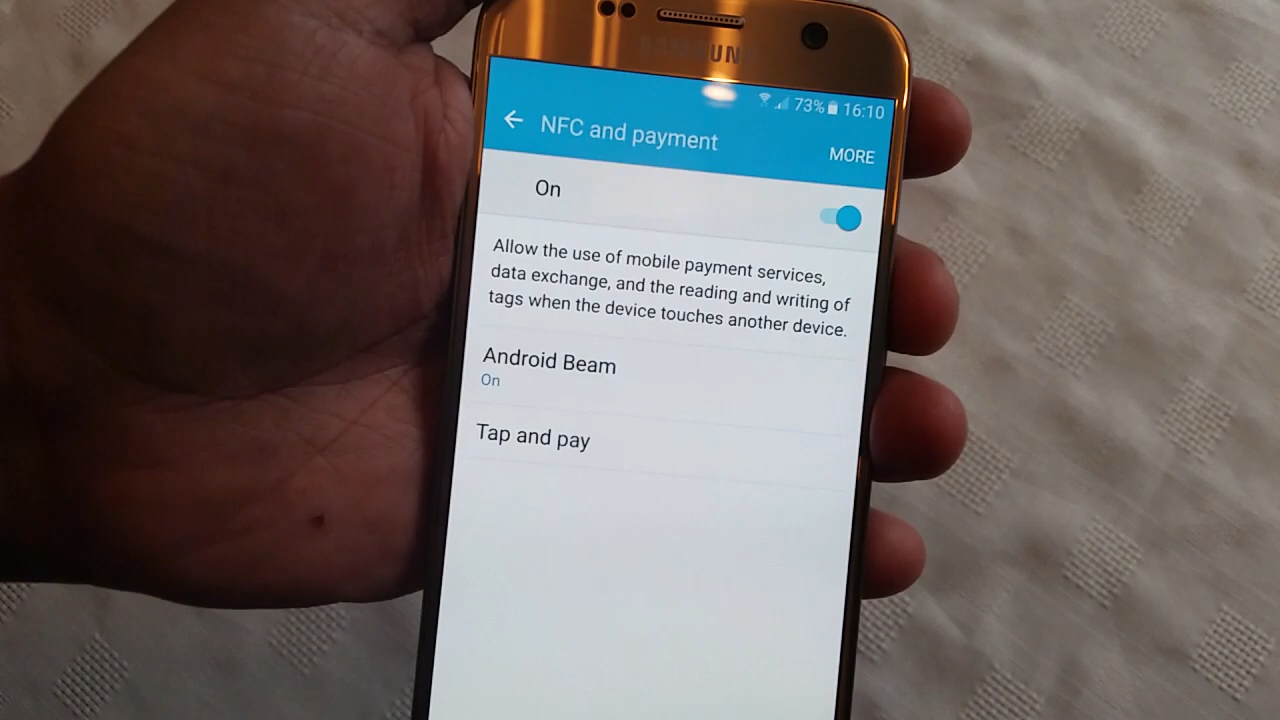 SAMSUNG
73% 16:10
NFC and payment
MORE
On
Allow the use of mobile payment services,
data exchange, and the reading and writing of
tags when the device touches another device.
Android Beam
On
Tap and pay